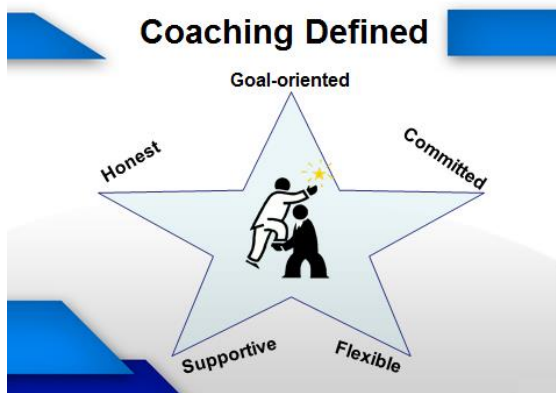 Coaching Defined
Goal-oriented
Honest
Committed
Supportive
Flexible